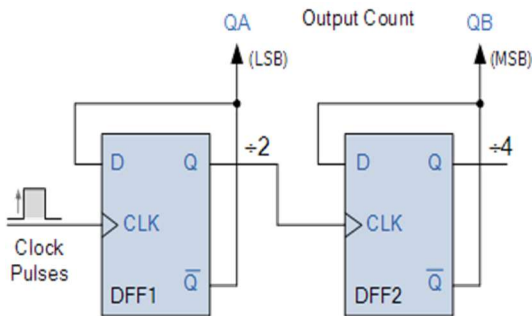 QA Output Count QB
(LSB) (MSB)
D Q ÷2 D Q ÷4
CLK CLK
Clock
Pulses
DFF1 Q̅ DFF2 Q̅